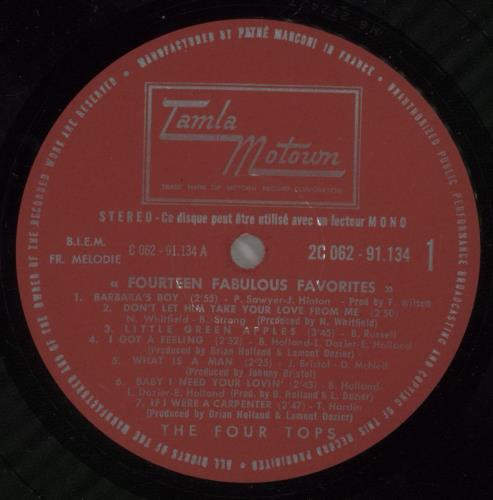 MANUFACTURED BY PATHÉ MARCONI IN FRANCE • UNAUTHORIZED PUBLIC PERFORMANCE BROADCASTING AND COPYING OF THIS RECORD PROHIBITED • ALL RIGHTS OF THE MANUFACTURER AND OF THE OWNER OF THE RECORDED WORK ARE RESERVED •
Tamla
Motown
TRADE MARK OF MOTOWN RECORD CORPORATION
STEREO - Ce disque peut être utilisé avec un lecteur MONO
B.I.E.M.
FR. MELODIE
C 062 - 91.134 A
2C 062 - 91.134
1
« FOURTEEN FABULOUS FAVORITES »
1. BARBARA'S BOY (2:55) - P. Sawyer-J. Hinton - Prod by F. Wilson
2. DON'T LET HIM TAKE YOUR LOVE FROM ME (2:50)
N. Whitfield - B. Strong (Produced by N. Whitfield)
3. LITTLE GREEN APPLES (3:45) - B. Russell
4. I GOT A FEELING (2:52) - B. Holland-L. Dozier-E. Holland
(Produced by Brian Holland & Lamont Dozier)
5. WHAT IS A MAN (2:25) - J. Bristol - D. McNeil
(Produced by Johnny Bristol)
6. BABY I NEED YOUR LOVIN' (2:43) - B. Holland-
L. Dozier-E. Holland (Prod. by B. Holland & L. Dozier)
7. IF I WERE A CARPENTER (2:47) - T. Hardin
(Produced by Brian Holland & Lamont Dozier)
THE FOUR TOPS